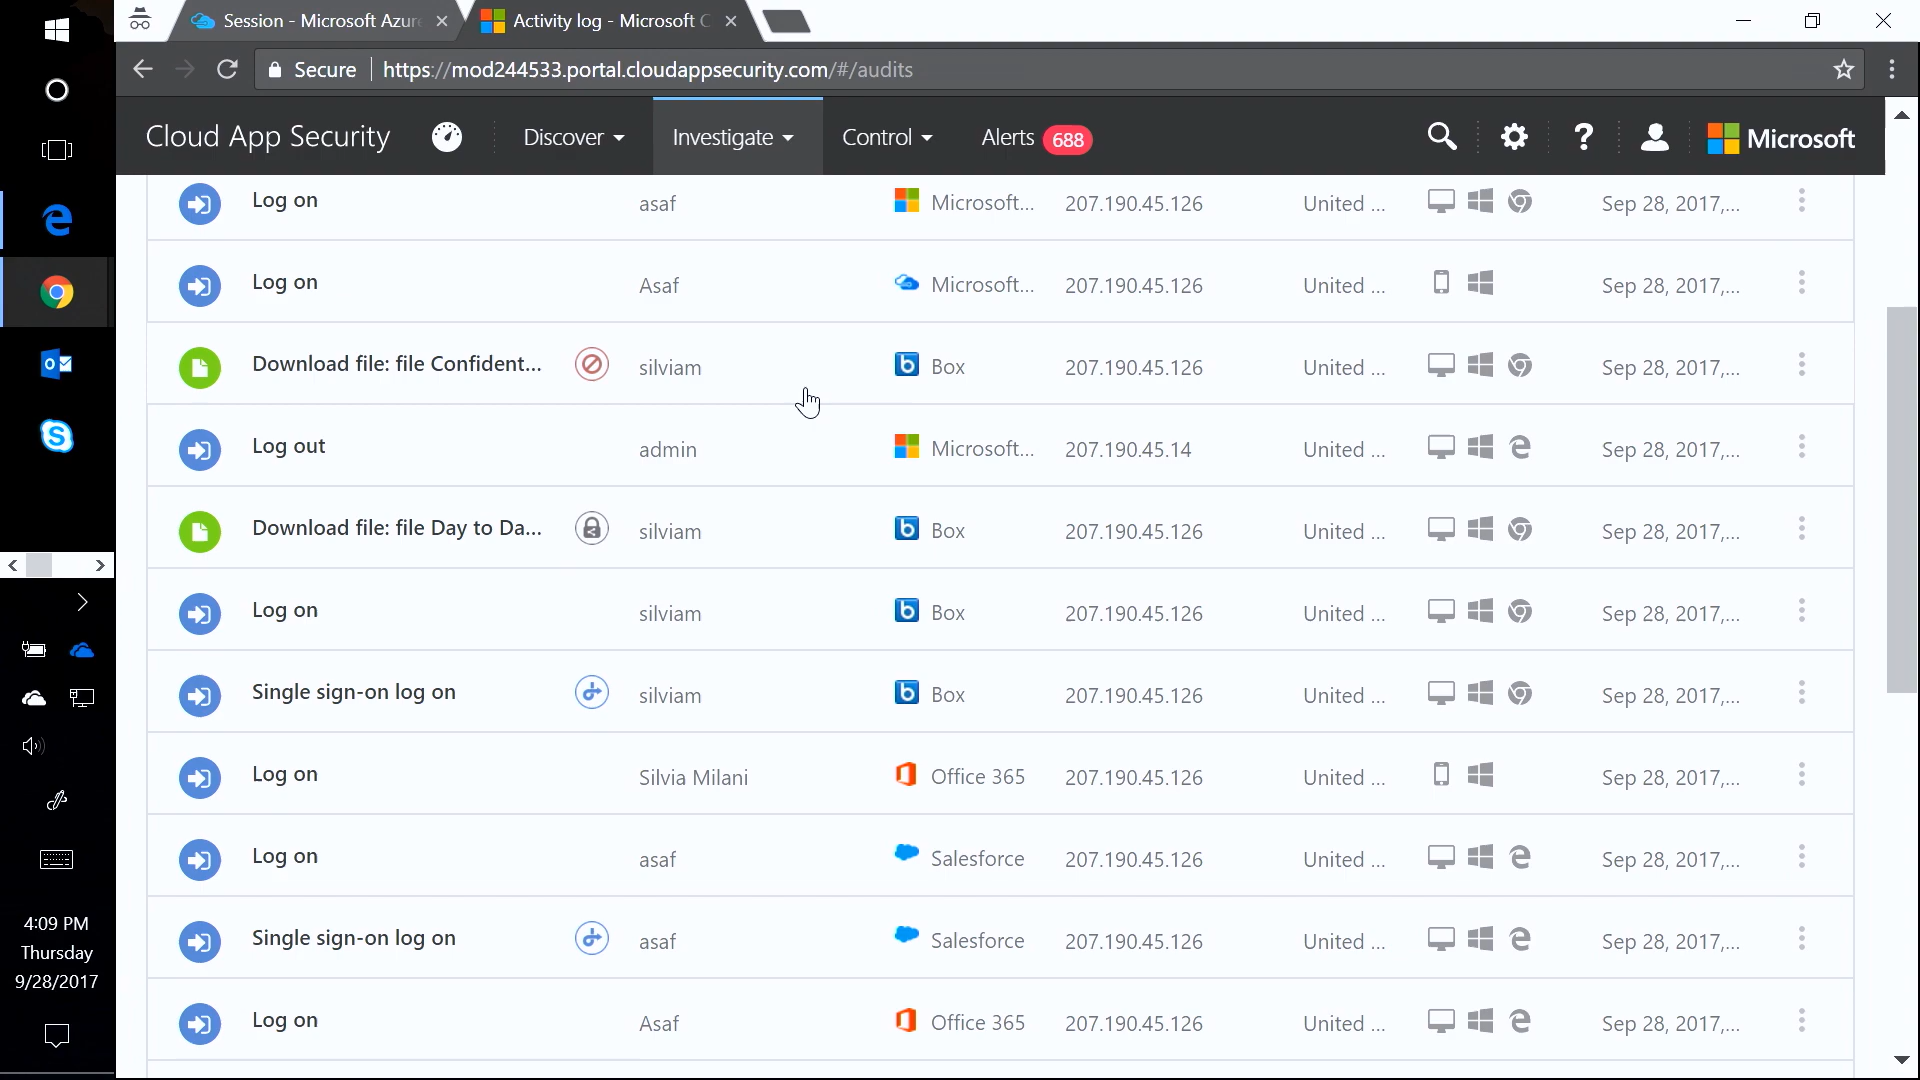 Session - Microsoft Azur
Activity log - Microsoft C
Secure
https://mod244533.portal.cloudappsecurity.com/#/audits
Cloud App Security
Discover
Investigate
Control
Alerts 688
?
Microsoft
Log on asaf Microsoft... 207.190.45.126 United ... Sep 28, 2017,...
Log on Asaf Microsoft... 207.190.45.126 United ... Sep 28, 2017,...
Download file: file Confident... silviam Box 207.190.45.126 United ... Sep 28, 2017,...
Log out admin Microsoft... 207.190.45.14 United ... Sep 28, 2017,...
Download file: file Day to Da... silviam Box 207.190.45.126 United ... Sep 28, 2017,...
Log on silviam Box 207.190.45.126 United ... Sep 28, 2017,...
Single sign-on log on silviam Box 207.190.45.126 United ... Sep 28, 2017,...
Log on Silvia Milani Office 365 207.190.45.126 United ... Sep 28, 2017,...
Log on asaf Salesforce 207.190.45.126 United ... Sep 28, 2017,...
Single sign-on log on asaf Salesforce 207.190.45.126 United ... Sep 28, 2017,...
Log on Asaf Office 365 207.190.45.126 United ... Sep 28, 2017,...
4:09 PM
Thursday
9/28/2017